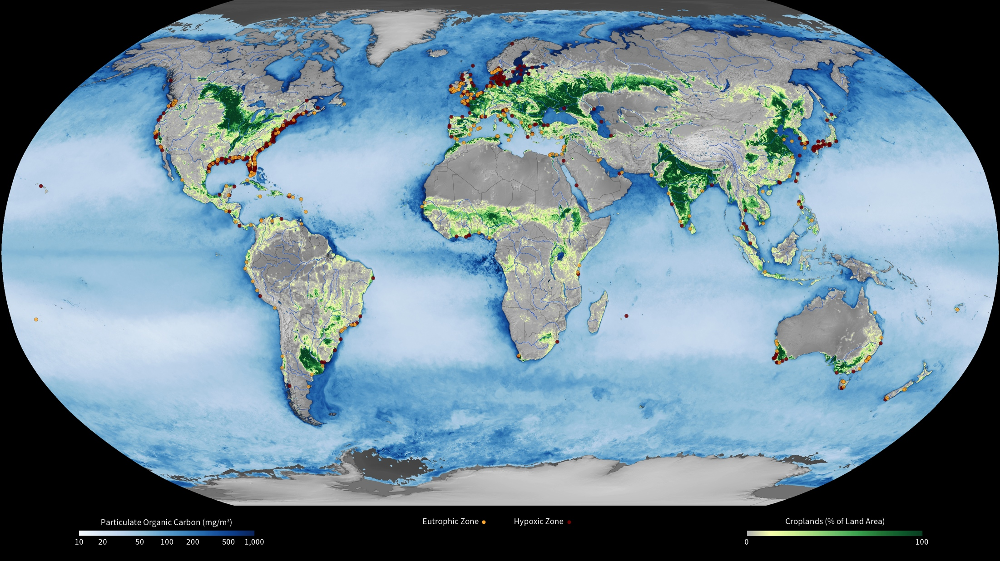 Particulate Organic Carbon (mg/m³)
10 20 50 100 200 500 1,000
Eutrophic Zone
Hypoxic Zone
Croplands (% of Land Area)
0 100